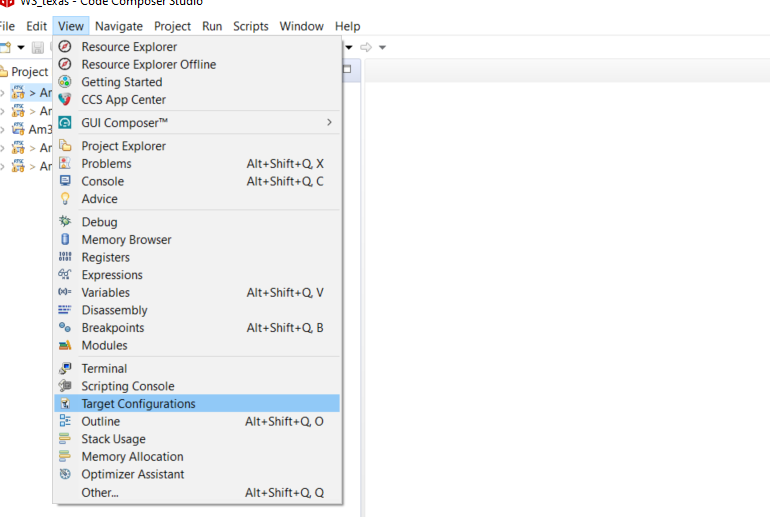 W3_texas - Code Composer Studio
File Edit View Navigate Project Run Scripts Window Help
Project
Resource Explorer
Resource Explorer Offline
Getting Started
CCS App Center
GUI Composer™ >
Project Explorer
Problems Alt+Shift+Q, X
Console Alt+Shift+Q, C
Advice
Debug
Memory Browser
Registers
Expressions
Variables Alt+Shift+Q, V
Disassembly
Breakpoints Alt+Shift+Q, B
Modules
Terminal
Scripting Console
Target Configurations
Outline Alt+Shift+Q, O
Stack Usage
Memory Allocation
Optimizer Assistant
Other... Alt+Shift+Q, Q
> Ar
> Ar
Am3
> Ar
> Ar